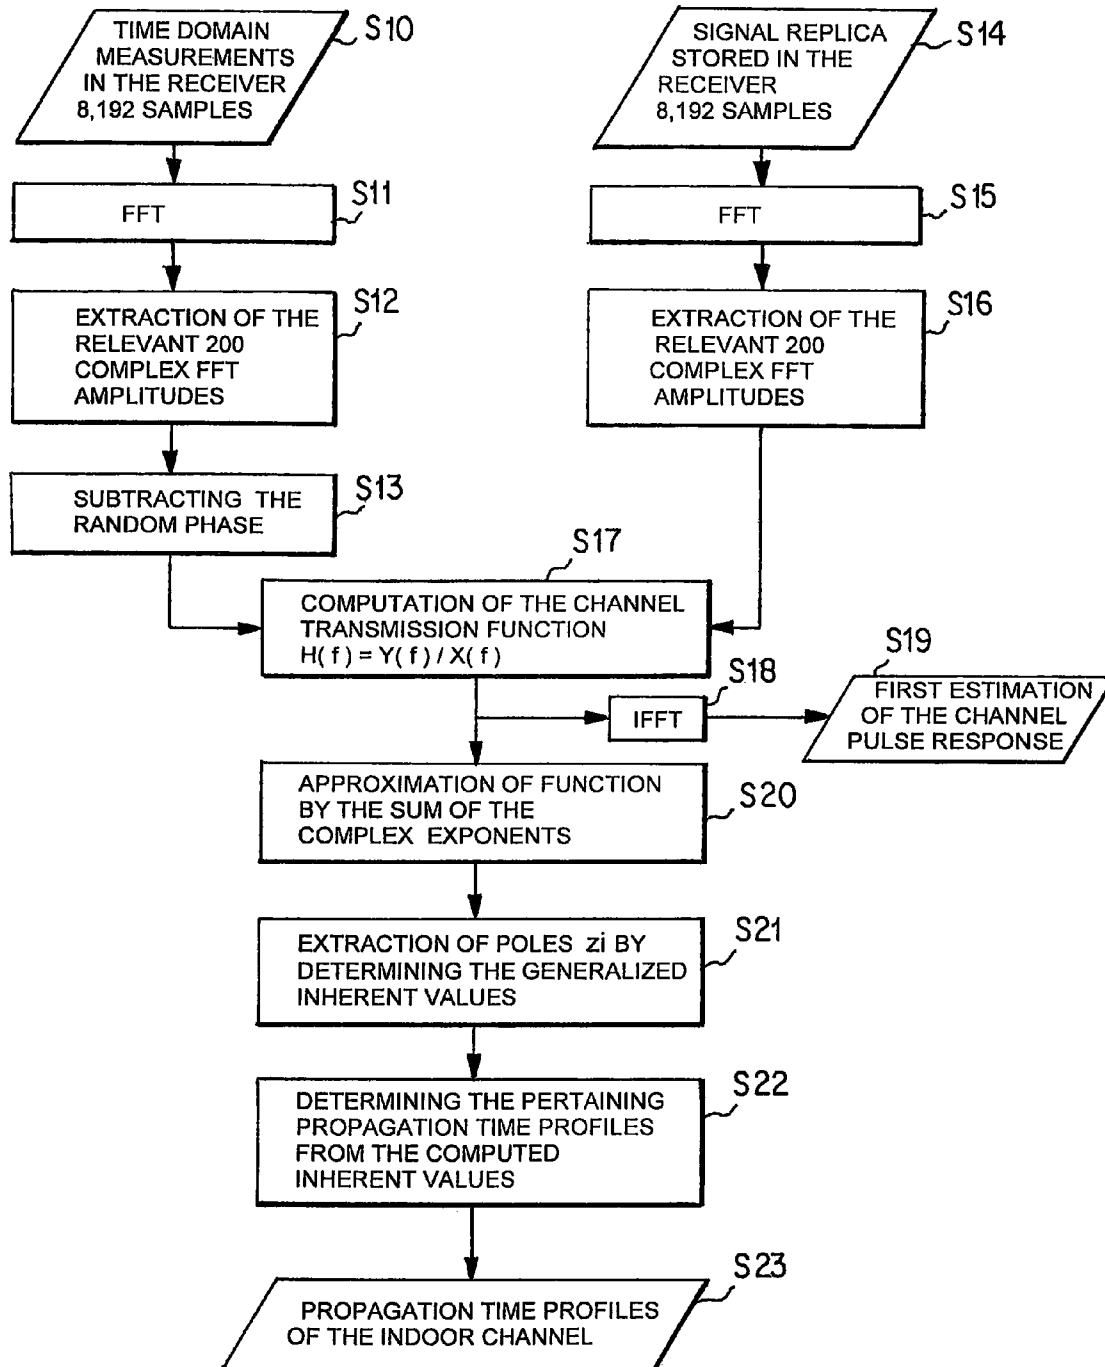 TIME DOMAIN
MEASUREMENTS
IN THE RECEIVER
8,192 SAMPLES
S10
FFT
S11
EXTRACTION OF THE
RELEVANT 200
COMPLEX FFT
AMPLITUDES
S12
SUBTRACTING THE
RANDOM PHASE
S13
SIGNAL REPLICA
STORED IN THE
RECEIVER
8,192 SAMPLES
S14
FFT
S15
EXTRACTION OF THE
RELEVANT 200
COMPLEX FFT
AMPLITUDES
S16
S17
COMPUTATION OF THE CHANNEL
TRANSMISSION FUNCTION
H( f ) = Y( f ) / X( f )
S18
IFFT
S19
FIRST ESTIMATION
OF THE CHANNEL
PULSE RESPONSE
APPROXIMATION OF FUNCTION
BY THE SUM OF THE
COMPLEX EXPONENTS
S20
EXTRACTION OF POLES zi BY
DETERMINING THE GENERALIZED
INHERENT VALUES
S21
DETERMINING THE PERTAINING
PROPAGATION TIME PROFILES
FROM THE COMPUTED
INHERENT VALUES
S22
PROPAGATION TIME PROFILES
OF THE INDOOR CHANNEL
S23